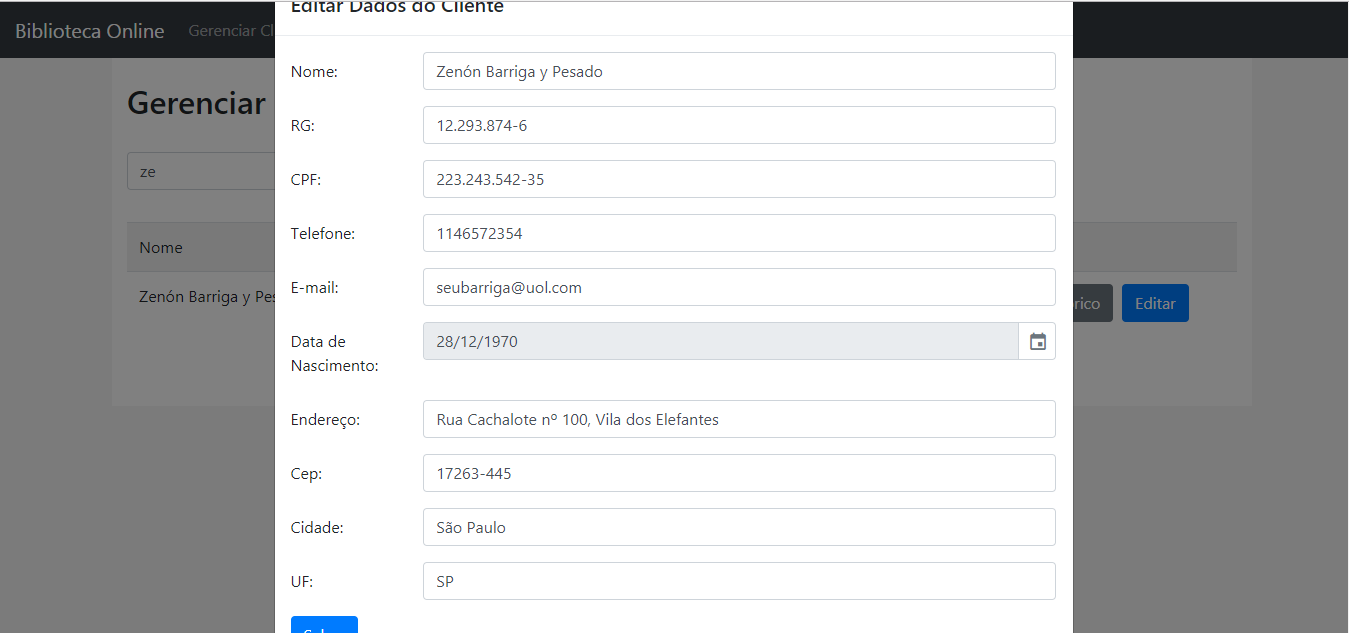 Editar Dados do Cliente
Biblioteca Online Gerenciar Cl
Gerenciar
ze
Nome
Zenón Barriga y Pes
rico Editar
Nome: Zenón Barriga y Pesado
RG: 12.293.874-6
CPF: 223.243.542-35
Telefone: 1146572354
E-mail: seubarriga@uol.com
Data de 28/12/1970
Nascimento:
Endereço: Rua Cachalote nº 100, Vila dos Elefantes
Cep: 17263-445
Cidade: São Paulo
UF: SP